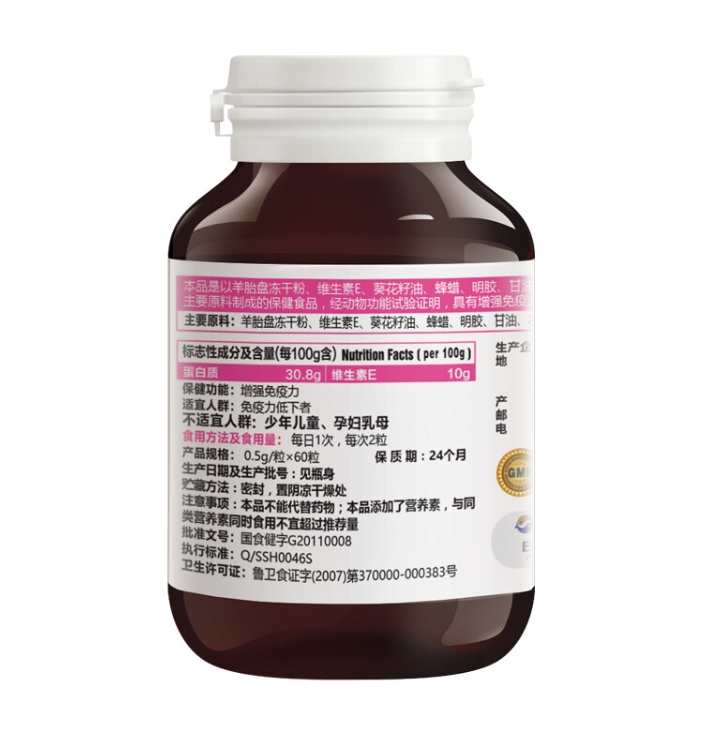 本品是以羊胎盘冻干粉、维生素E、葵花籽油、蜂蜡、明胶、甘油
主要原料制成的保健食品，经动物功能试验证明，具有增强免疫
主要原料：羊胎盘冻干粉、维生素E、葵花籽油、蜂蜡、明胶、甘油、
标志性成分及含量(每100g含) Nutrition Facts ( per 100g )
蛋白质 30.8g 维生素E 10g
保健功能：增强免疫力
适宜人群：免疫力低下者
不适宜人群：少年儿童、孕妇乳母
食用方法及食用量：每日1次，每次2粒
产品规格：0.5g/粒×60粒 保质期：24个月
生产日期及生产批号：见瓶身
贮藏方法：密封，置阴凉干燥处
注意事项：本品不能代替药物；本品添加了营养素，与同
类营养素同时食用不宜超过推荐量
批准文号：国食健字G20110008
执行标准：Q/SSH0046S
卫生许可证：鲁卫食证字(2007)第370000-000383号
生产企
地
产
邮
电
GM